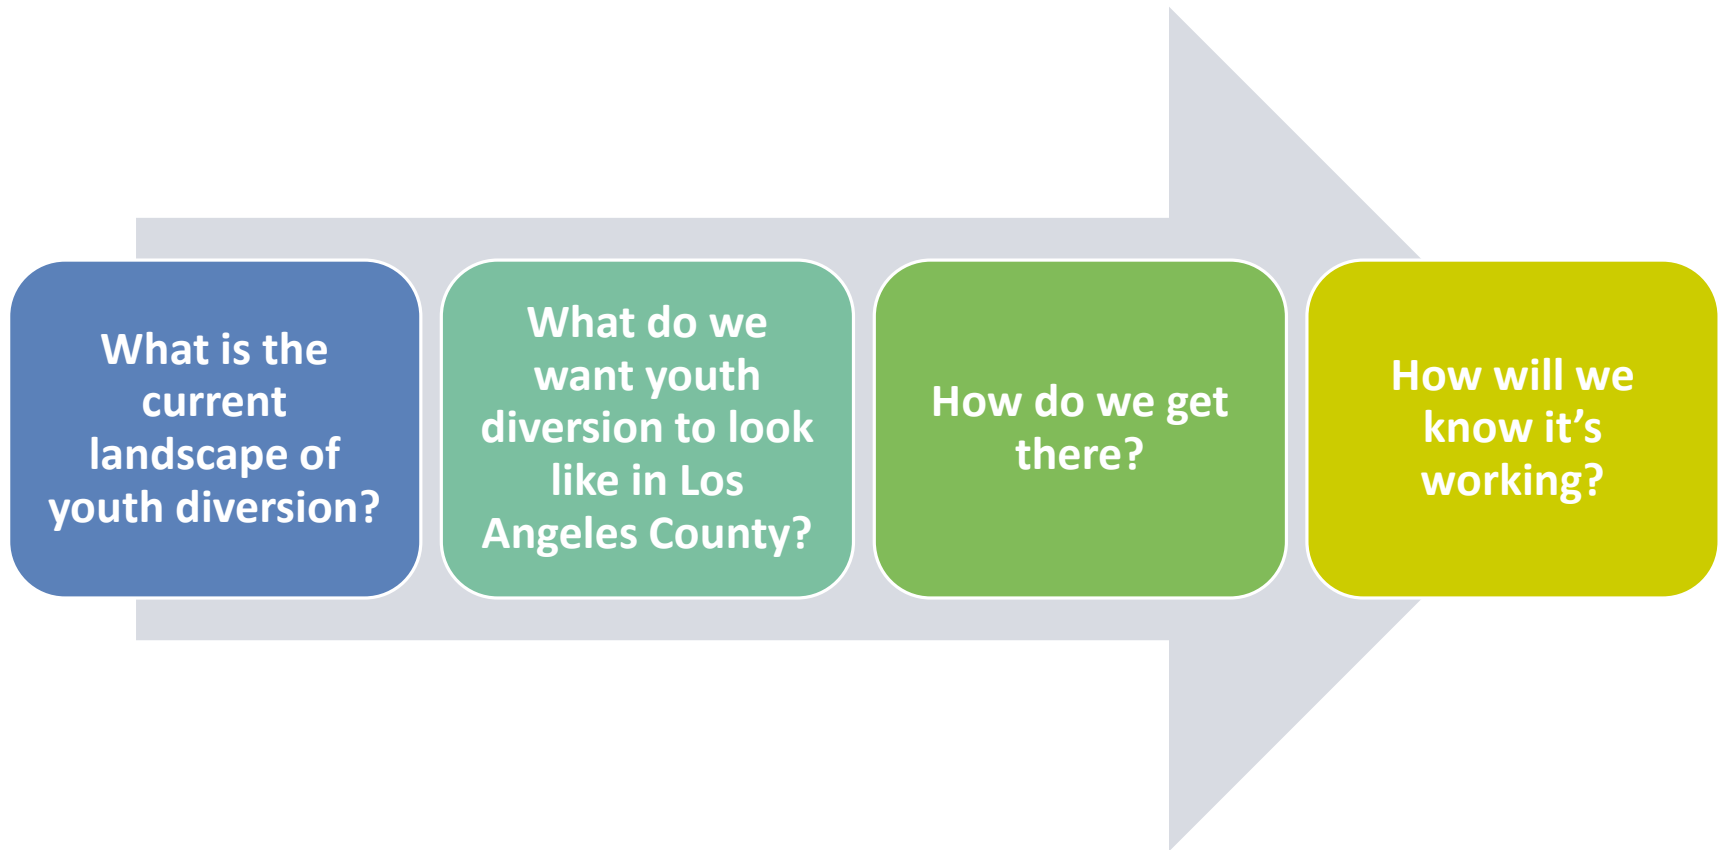 What is the
current
landscape of
youth diversion?
What do we
want youth
diversion to look
like in Los
Angeles County?
How do we get
there?
How will we
know it’s
working?